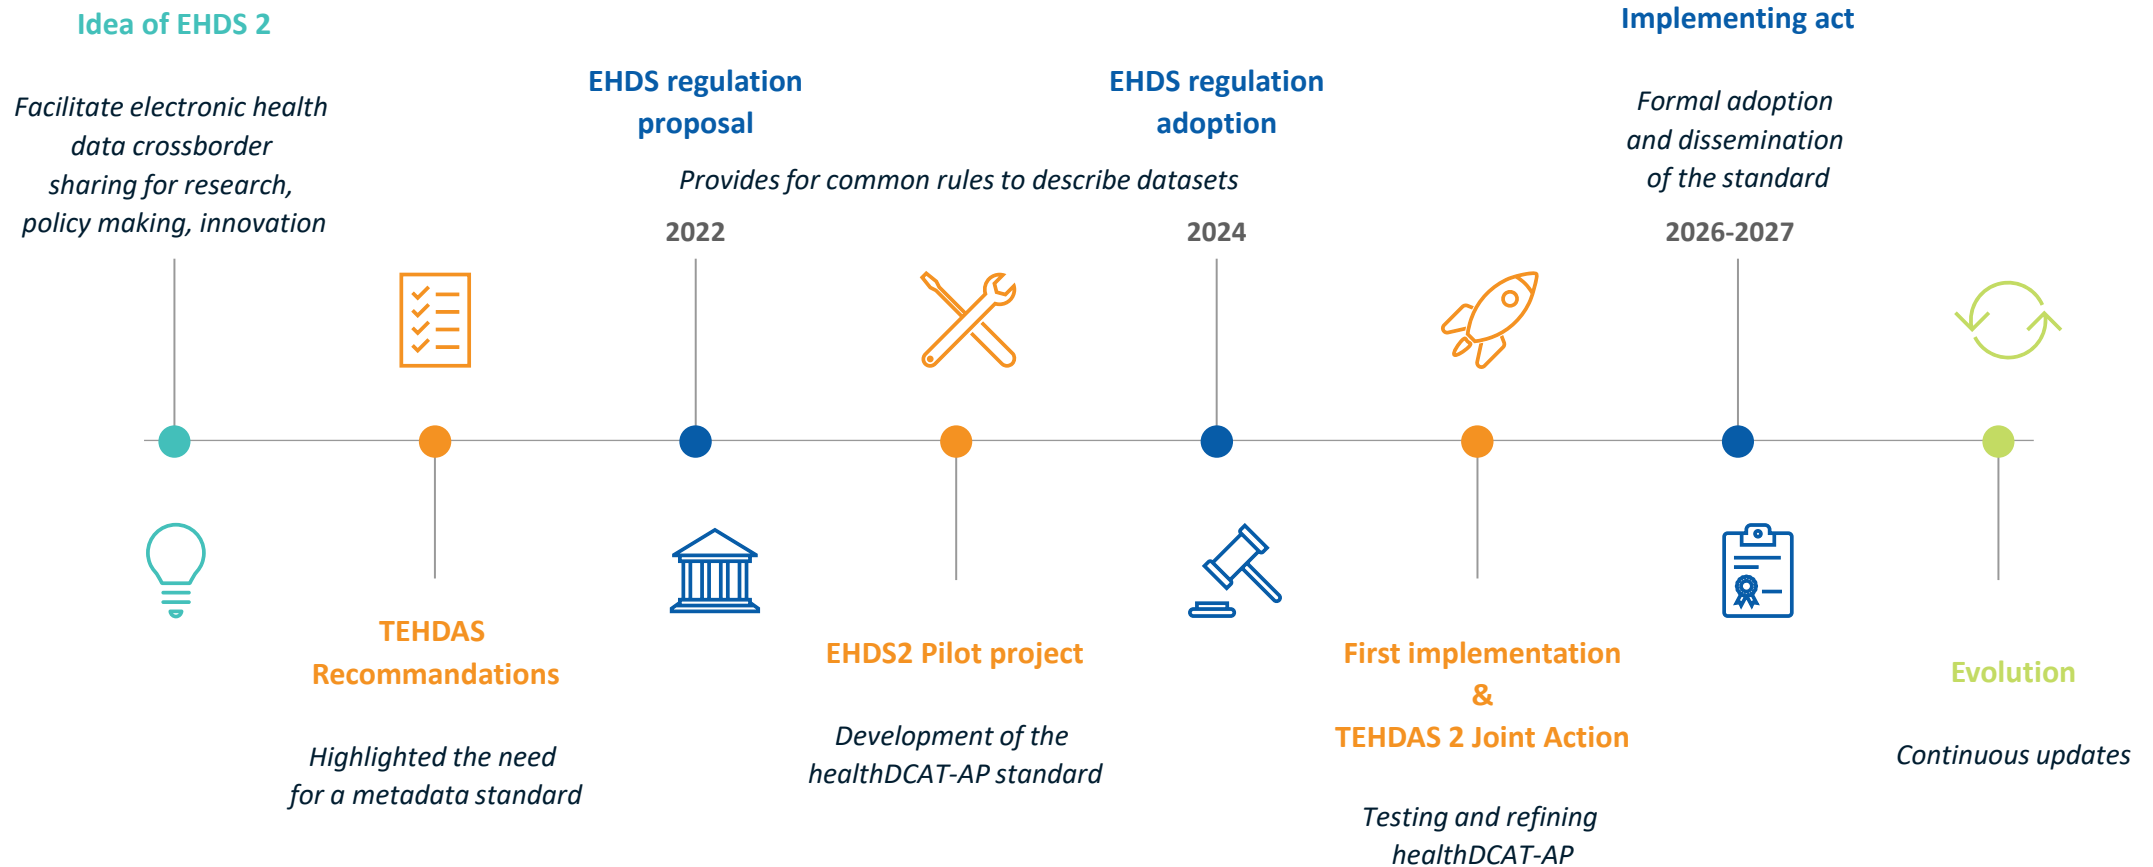 Idea of EHDS 2
Facilitate electronic health
data crossborder
sharing for research,
policy making, innovation
TEHDAS
Recommandations
Highlighted the need
for a metadata standard
EHDS regulation
proposal
Provides for common rules to describe datasets
2022
EHDS2 Pilot project
Development of the
healthDCAT-AP standard
EHDS regulation
adoption
2024
First implementation
&
TEHDAS 2 Joint Action
Testing and refining
healthDCAT-AP
Implementing act
Formal adoption
and dissemination
of the standard
2026-2027
Evolution
Continuous updates